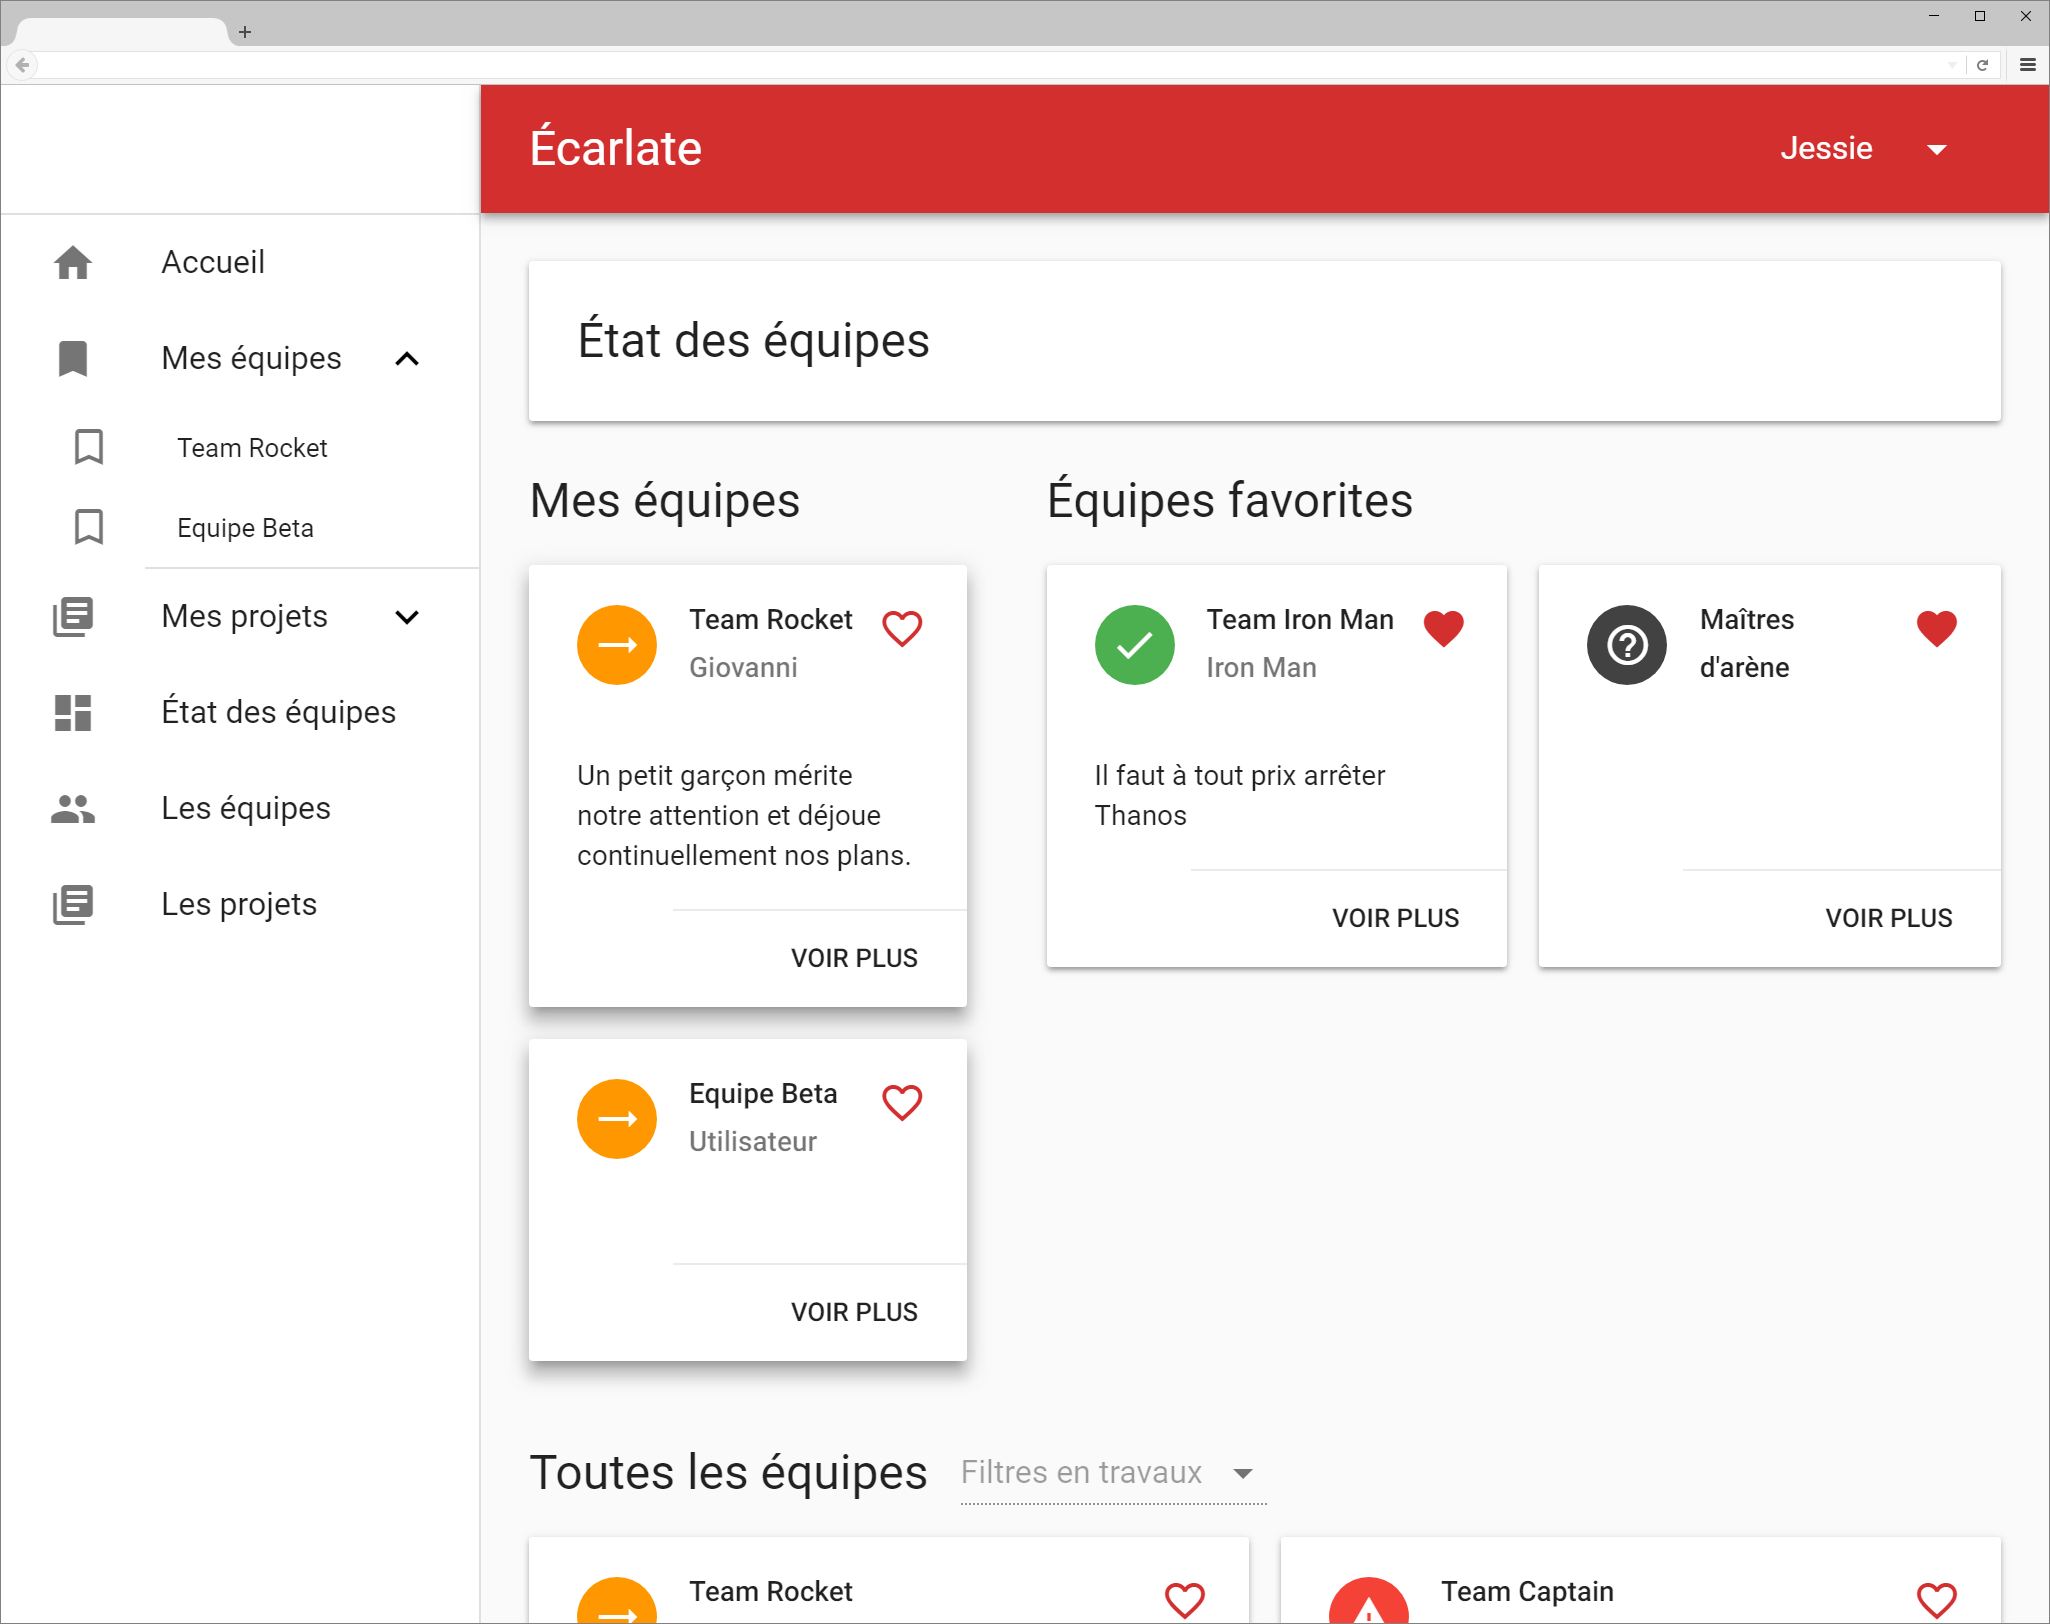 Écarlate
Jessie
Accueil
Mes équipes
Team Rocket
Equipe Beta
Mes projets
État des équipes
Les équipes
Les projets
État des équipes
Mes équipes
Team Rocket
Giovanni
Un petit garçon mérite
notre attention et déjoue
continuellement nos plans.
VOIR PLUS
Equipe Beta
Utilisateur
VOIR PLUS
Équipes favorites
Team Iron Man
Iron Man
Il faut à tout prix arrêter
Thanos
VOIR PLUS
Maîtres
d'arène
VOIR PLUS
Toutes les équipes
Filtres en travaux
Team Rocket
Team Captain